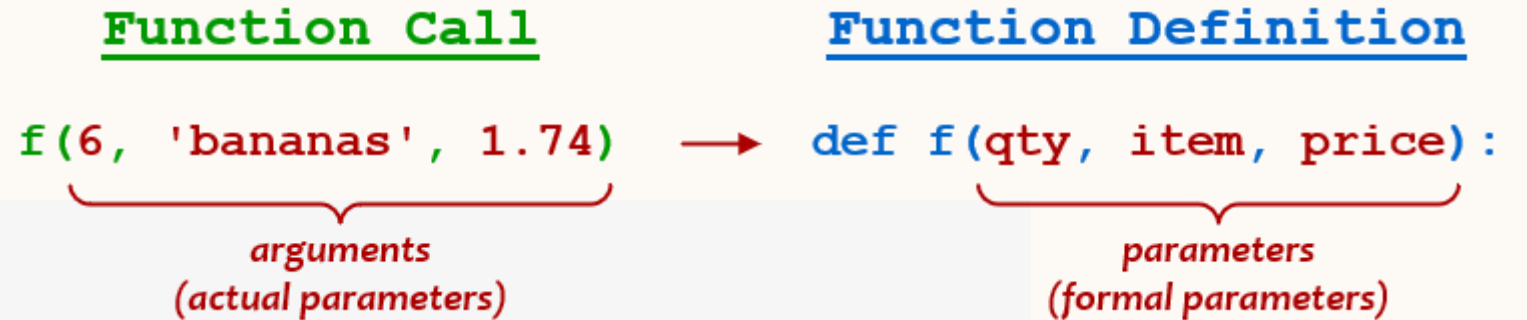 Function Call
Function Definition
f(6, 'bananas', 1.74)
def f(qty, item, price):
arguments
(actual parameters)
parameters
(formal parameters)